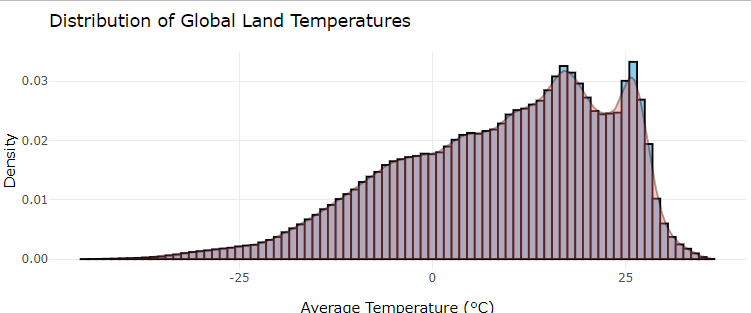 Distribution of Global Land Temperatures
0.03
0.02
0.01
0.00
Density
-25 0 25
Average Temperature (°C)